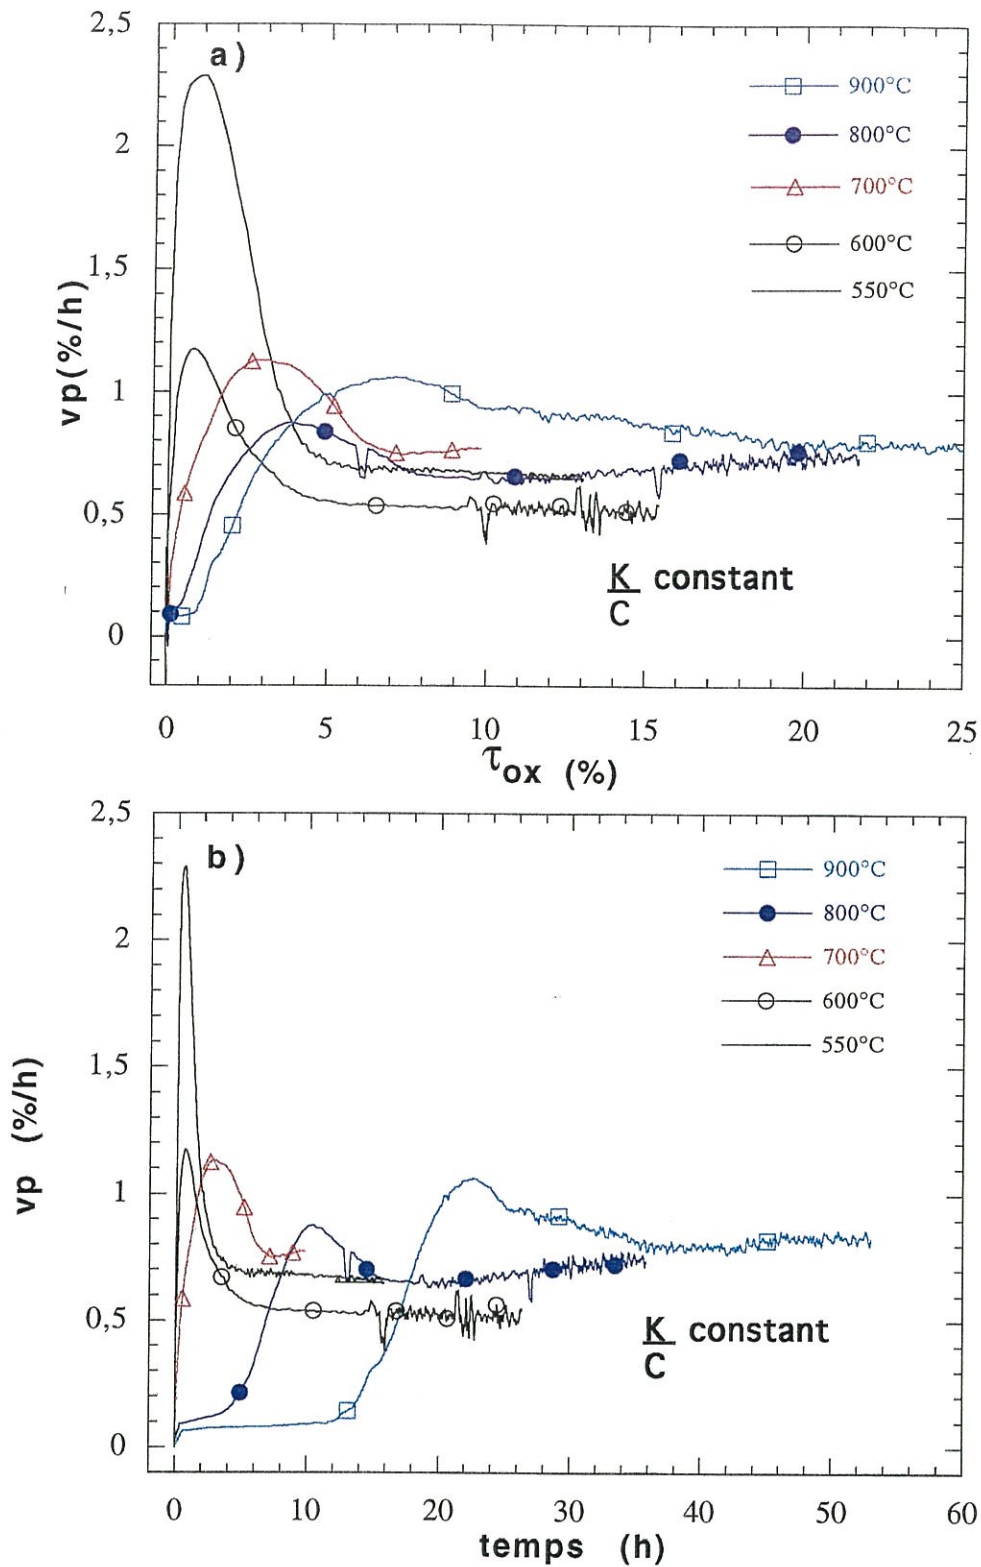 2,5
a)
900°C
2
800°C
700°C
600°C
1,5
550°C
vp(%/h)
1
0,5
K
C constant
0
0 5 10 15 20 25
τox (%)
2,5
b)
900°C
2
800°C
700°C
600°C
1,5
550°C
vp (%/h)
1
0,5
K
C constant
0
0 10 20 30 40 50 60
temps (h)